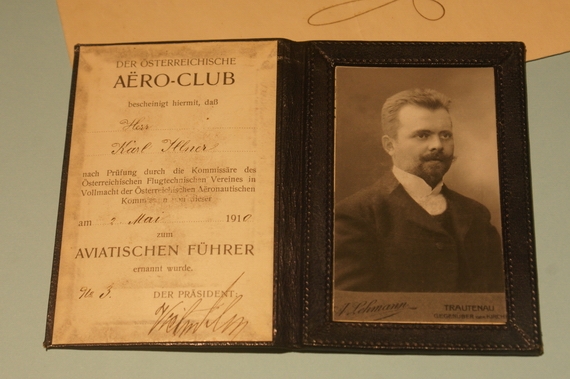 DER ÖSTERREICHISCHE
AËRO-CLUB
bescheinigt hiermit, daß
Herr
Karl Illner
nach Prüfung durch die Kommissäre des
Österreichischen Flugtechnischen Vereines in
Vollmacht der Österreichischen Aëronautischen
am 2. Mai 1910
zum
AVIATISCHEN FÜHRER
ernannt wurde.
No 3. DER PRÄSIDENT:
TRAUTENAU